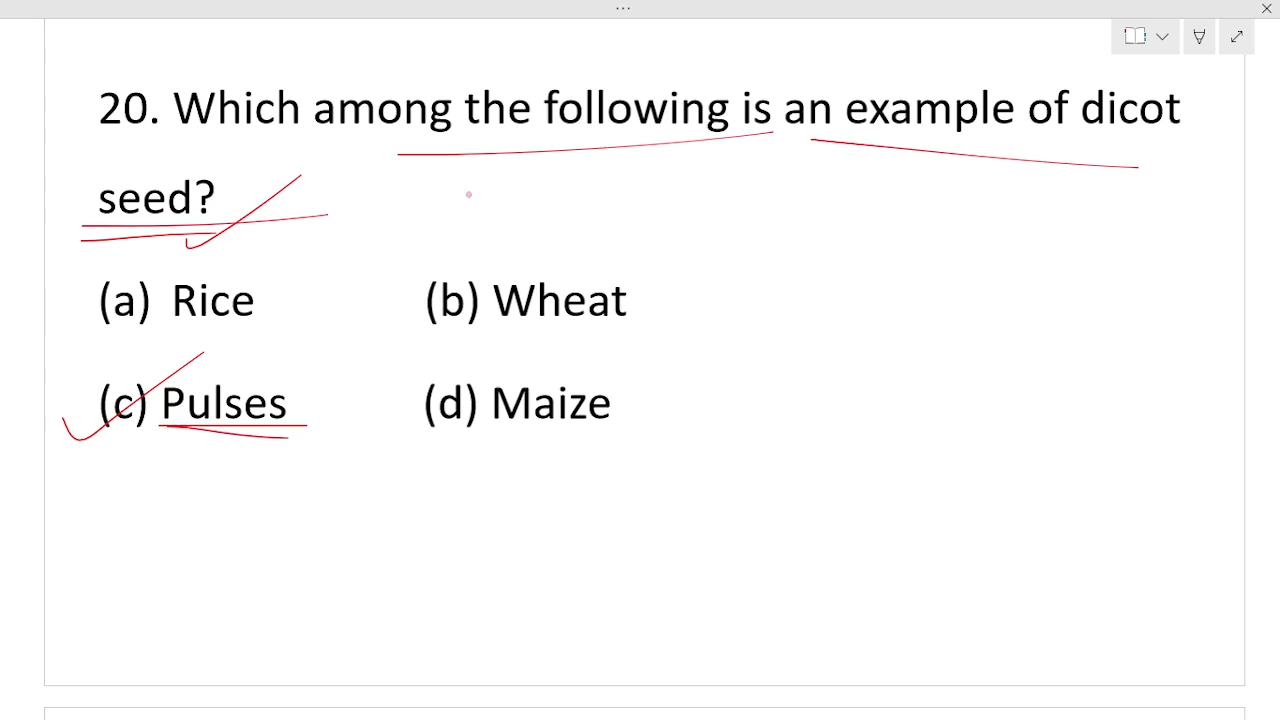 20. Which among the following is an example of dicot
seed?
(a) Rice (b) Wheat
(c) Pulses (d) Maize